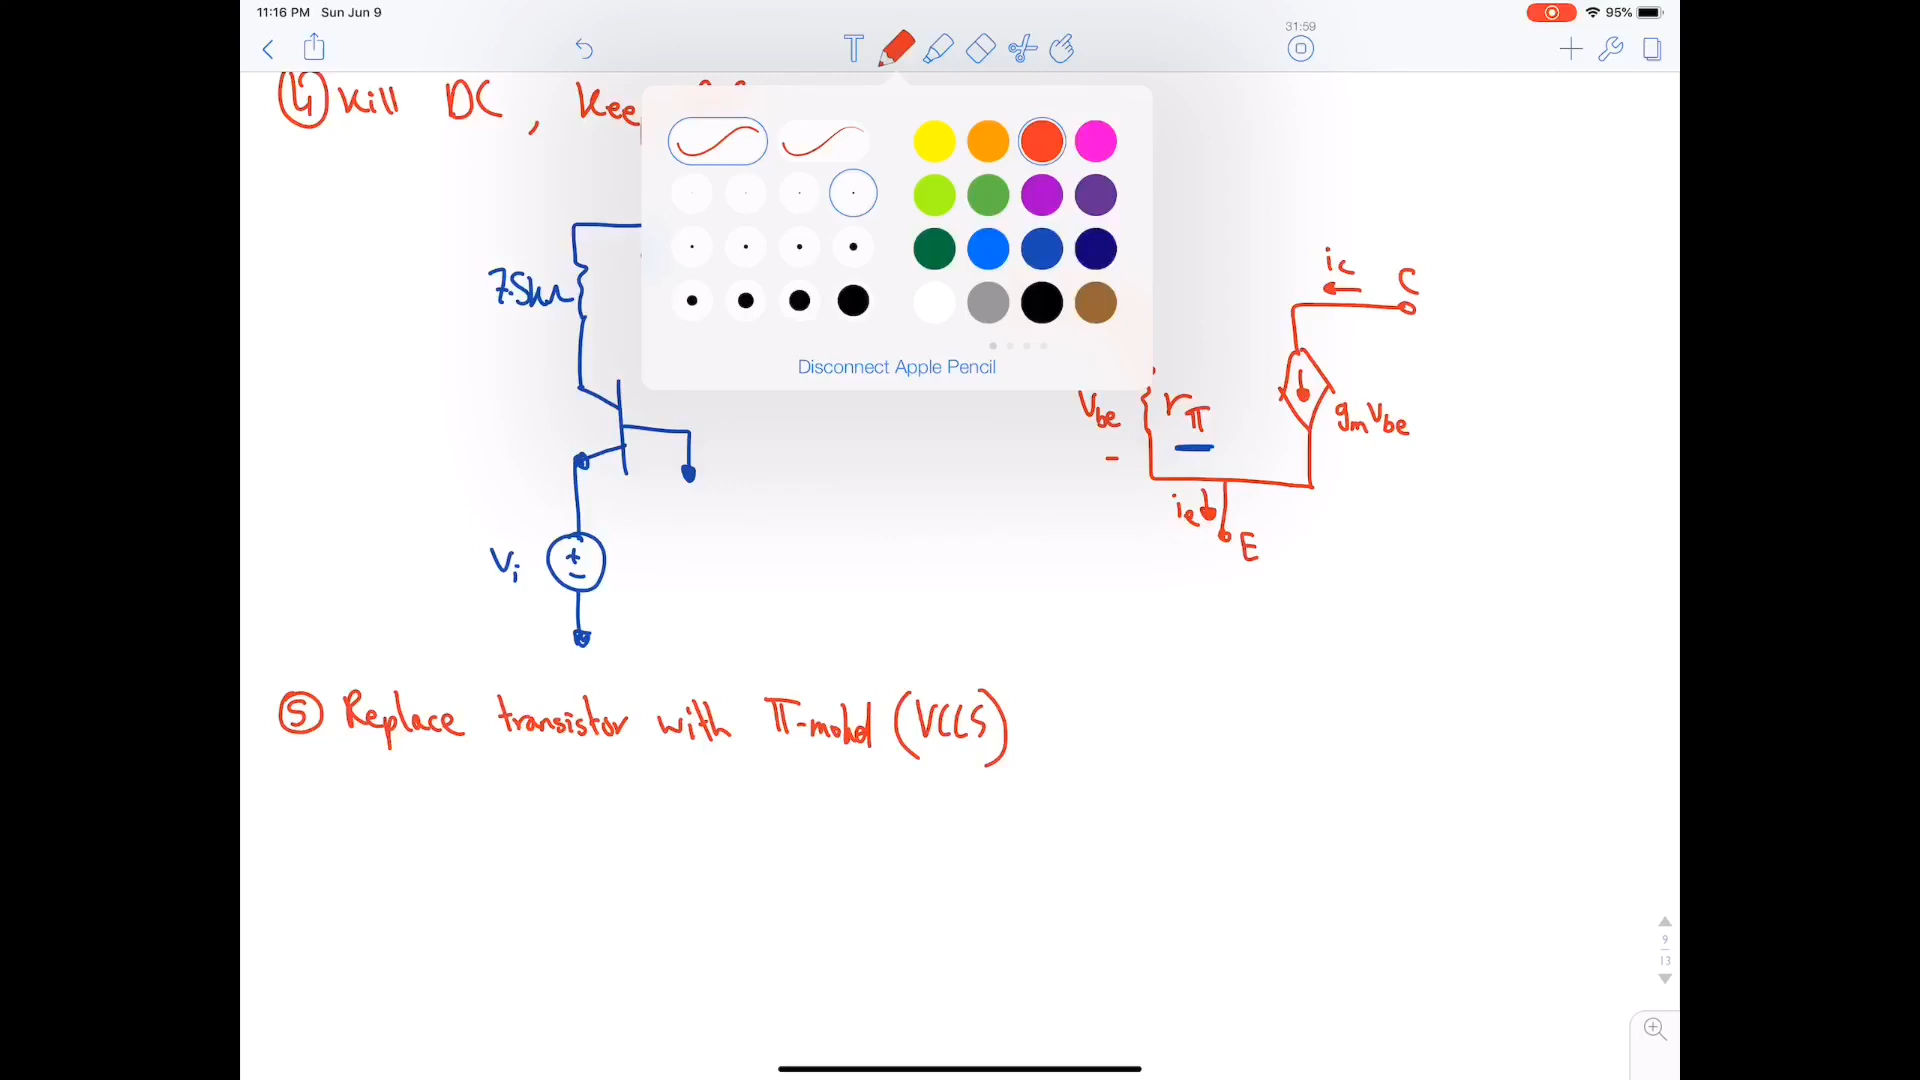 11:16 PM Sun Jun 9
95%
31:59
T
④ Kill DC, Kee
7.5kΩ
Disconnect Apple Pencil
ic
C
Vbe
rπ
gmVbe
-
ie
E
Vi
+
-
⑤ Replace transistor with π-model (VCCS)
9
13